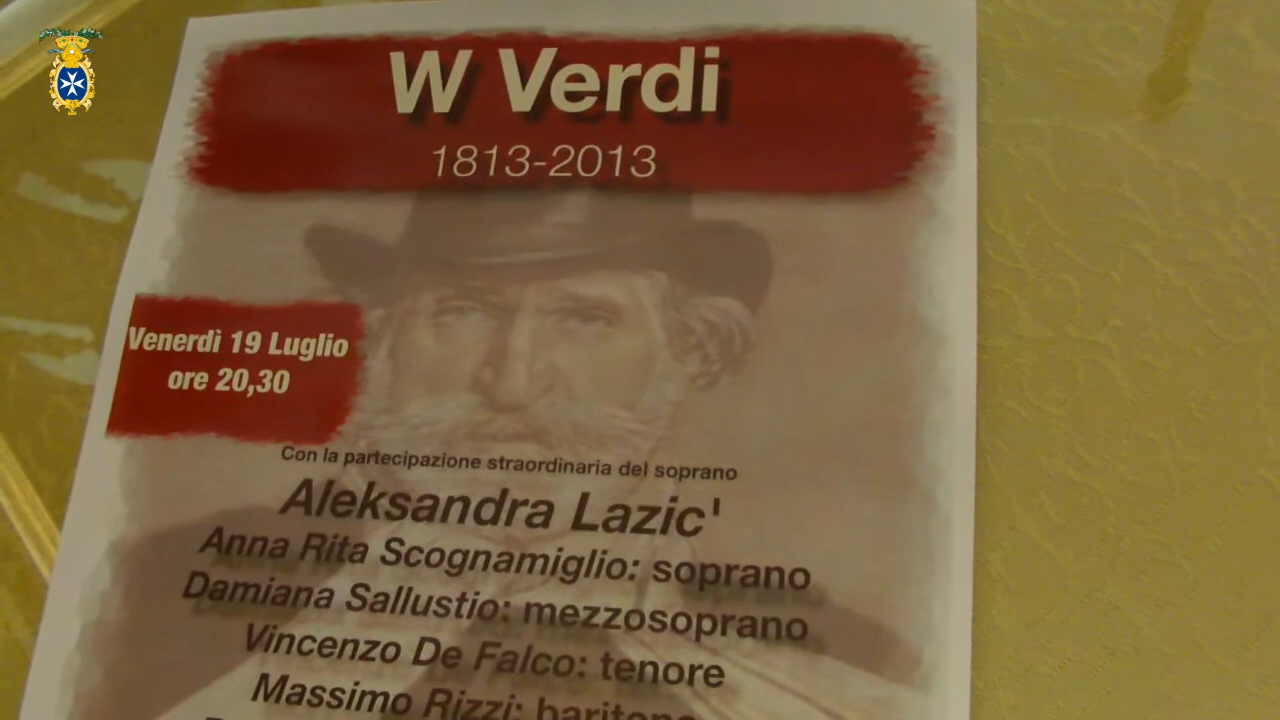 W Verdi
1813-2013
Venerdì 19 Luglio
ore 20,30
Con la partecipazione straordinaria del soprano
Aleksandra Lazic'
Anna Rita Scognamiglio: soprano
Damiana Sallustio: mezzosoprano
Vincenzo De Falco: tenore
Massimo Rizzi: baritono